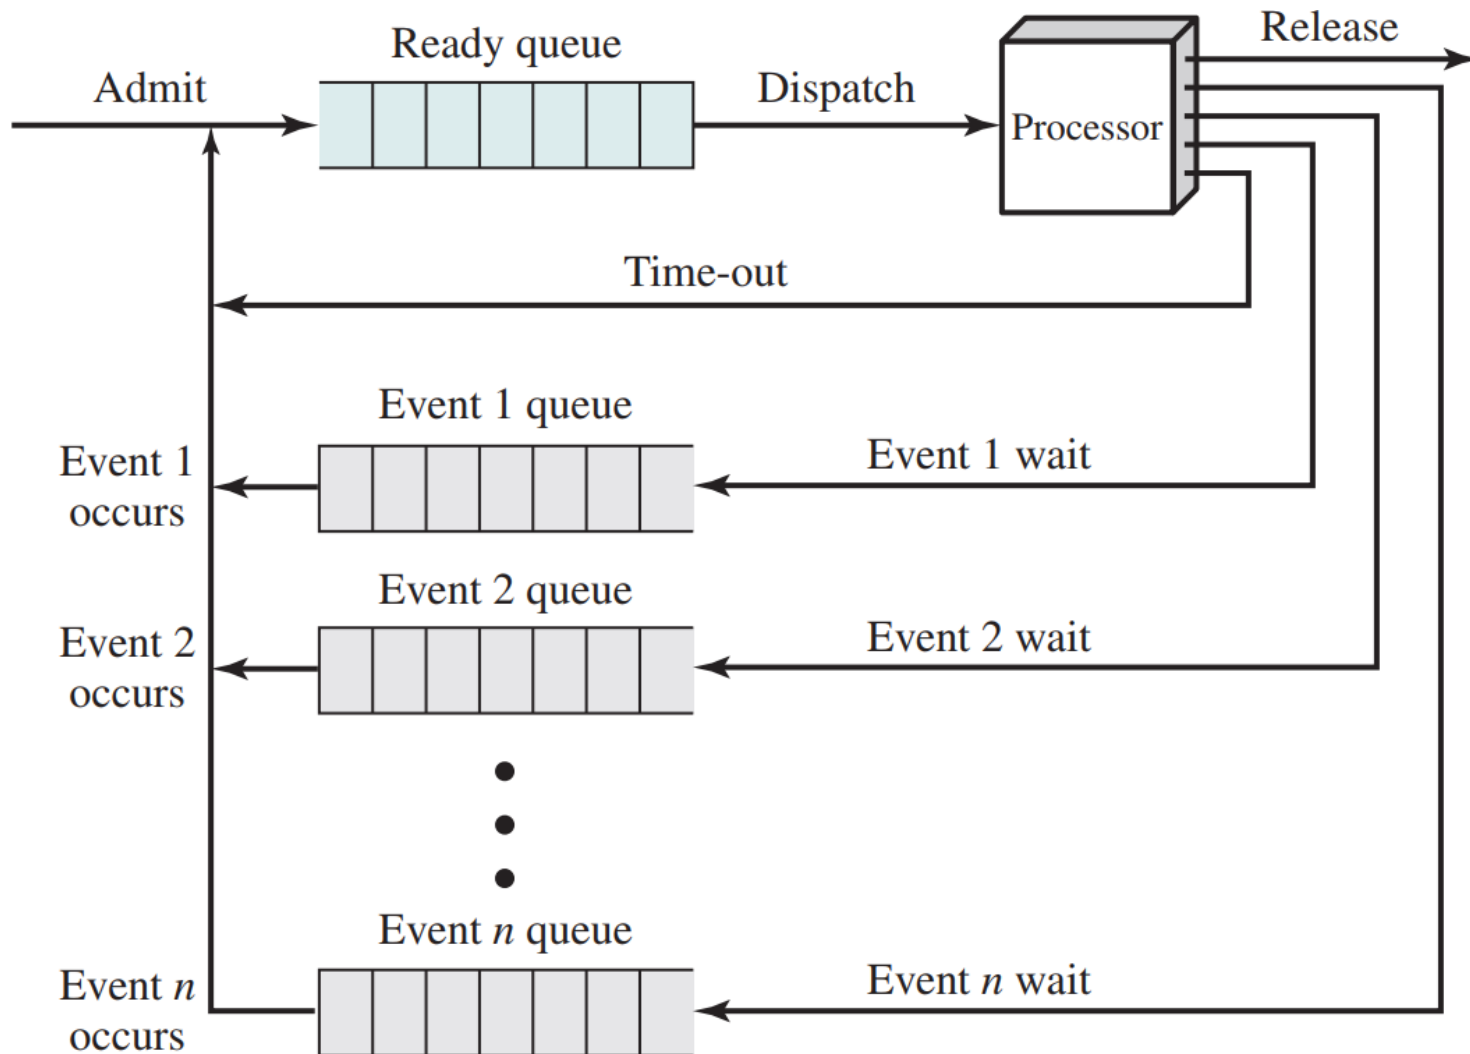 Ready queue
Release
Admit
Dispatch
Processor
Time-out
Event 1 queue
Event 1
occurs
Event 1 wait
Event 2 queue
Event 2
occurs
Event 2 wait
Event n queue
Event n
occurs
Event n wait